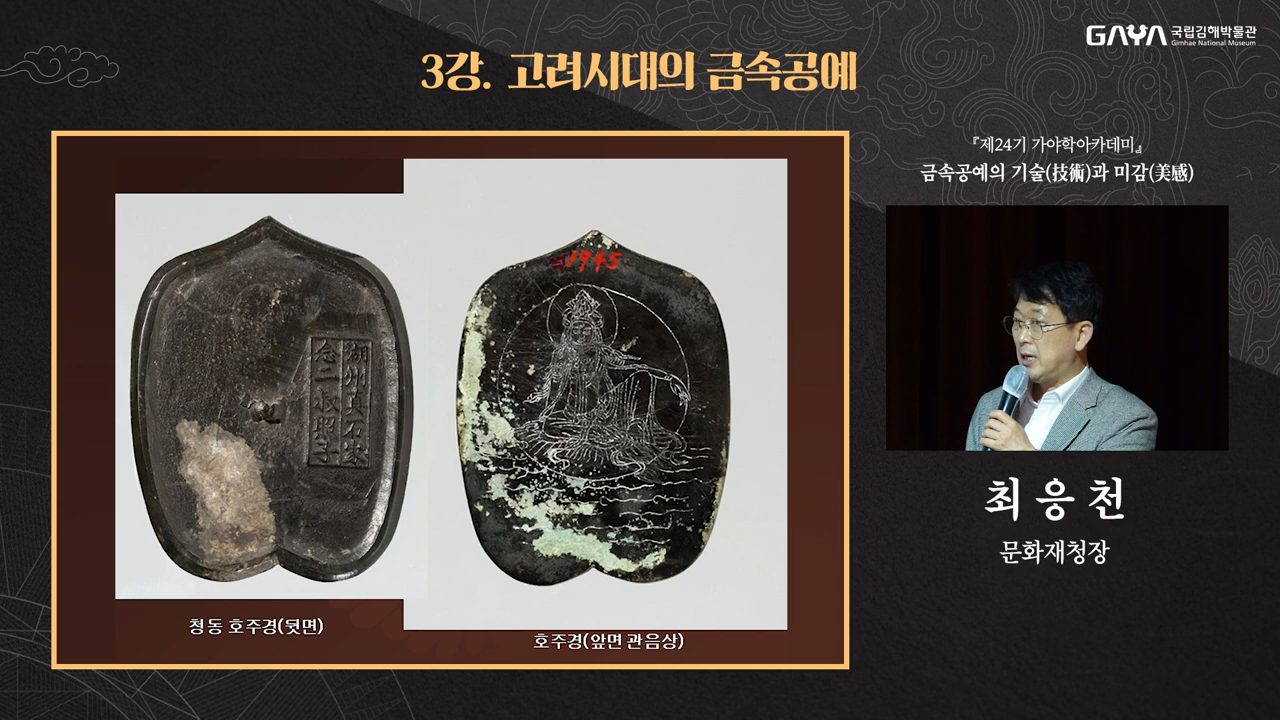 GAYA 국립김해박물관
Gimhae National Museum
3강. 고려시대의 금속공예
『제24기 가야학아카데미』
금속공예의 기술(技術)과 미감(美感)
1945
湖州真石家
念二叔照子
청동 호주경(뒷면)
호주경(앞면 관음상)
최응천
문화재청장